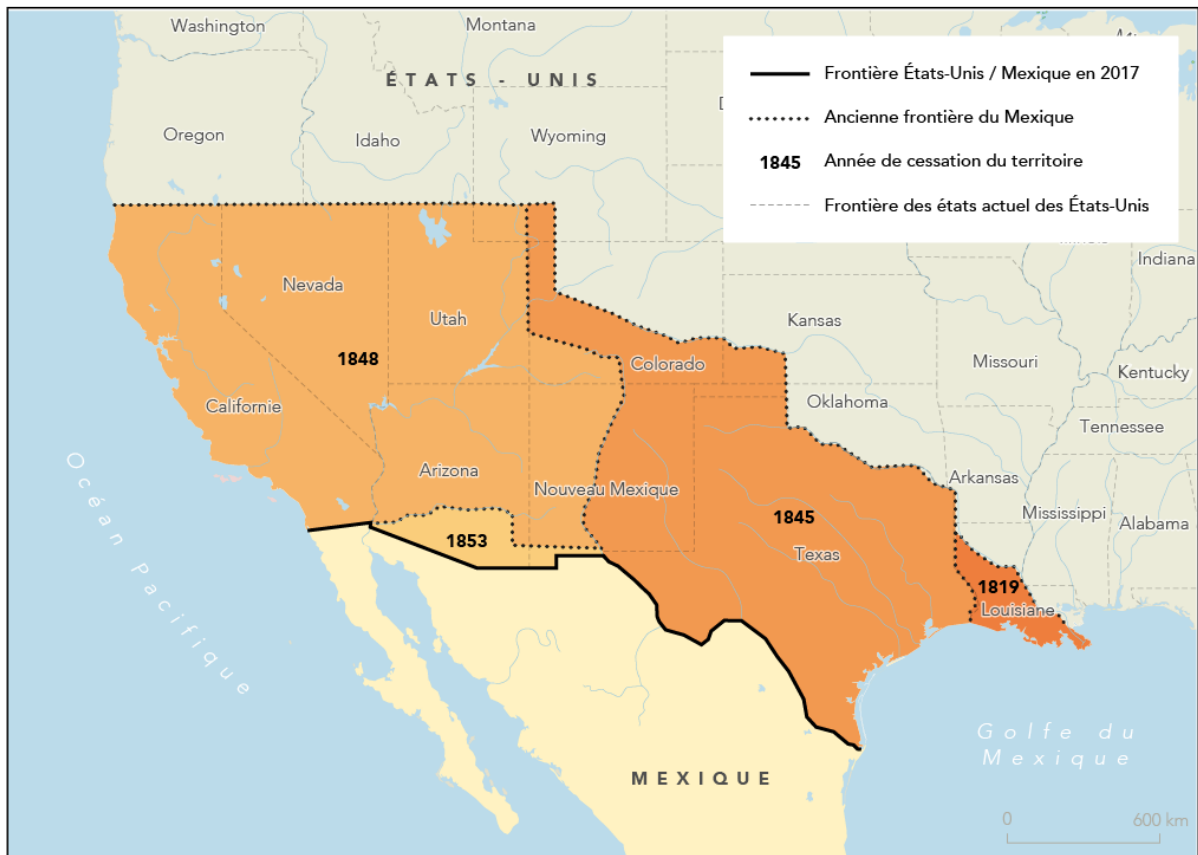 Washington
Montana
ÉTATS - UNIS
Oregon
Idaho
Wyoming
Frontière États-Unis / Mexique en 2017
Ancienne frontière du Mexique
1845 Année de cessation du territoire
Frontière des états actuel des États-Unis
Illinois
Indiana
Nevada
Utah
1848
Californie
Colorado
Kansas
Missouri
Kentucky
Oklahoma
Tennessee
Arizona
Nouveau Mexique
Arkansas
Mississippi
Alabama
1853
1845
Texas
1819
Louisiane
Océan Pacifique
MEXIQUE
Golfe du
Mexique
0 600 km